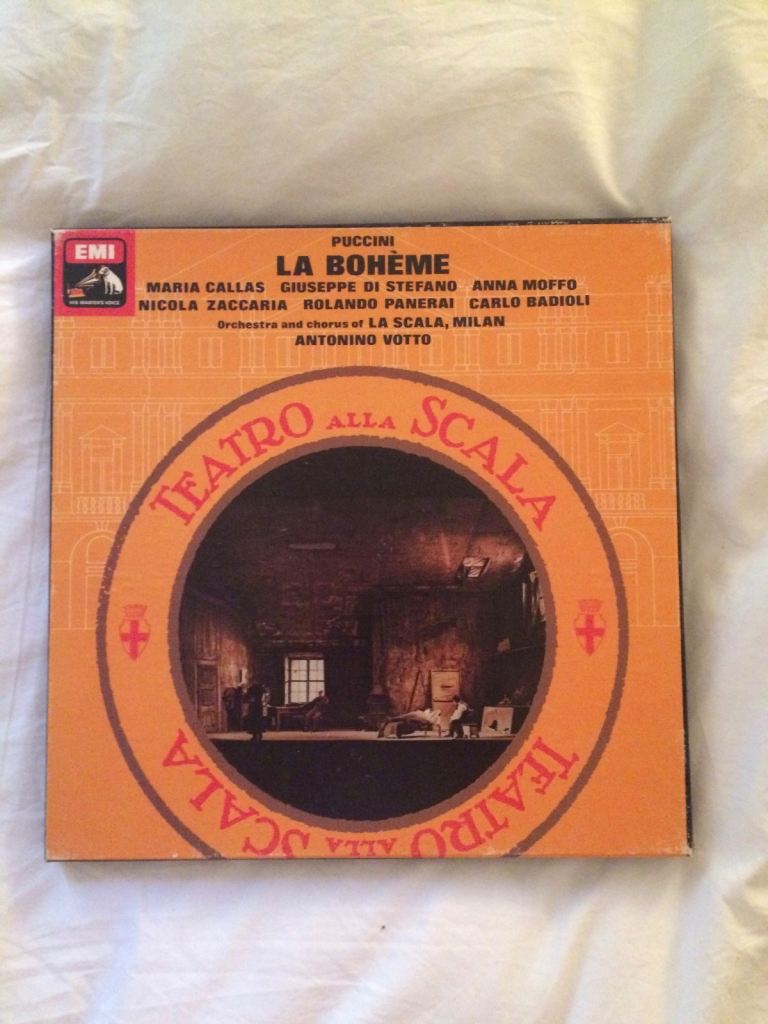 EMI
HIS MASTER'S VOICE
PUCCINI
LA BOHÈME
MARIA CALLAS GIUSEPPE DI STEFANO ANNA MOFFO
NICOLA ZACCARIA ROLANDO PANERAI CARLO BADIOLI
Orchestra and chorus of LA SCALA, MILAN
ANTONINO VOTTO
TEATRO ALLA SCALA
TEATRO ALLA SCALA